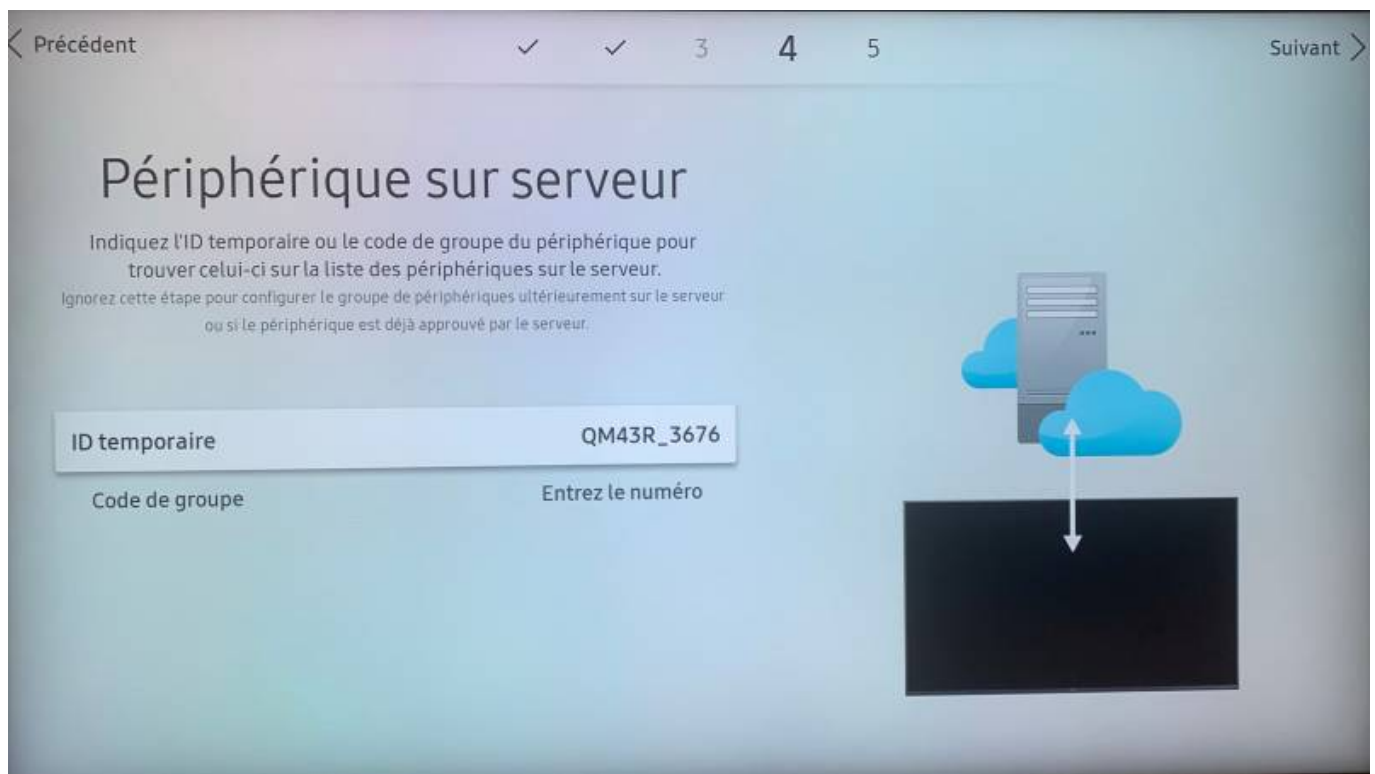 Précédent
3 4 5
Suivant
Périphérique sur serveur
Indiquez l'ID temporaire ou le code de groupe du périphérique pour
trouver celui-ci sur la liste des périphériques sur le serveur.
Ignorez cette étape pour configurer le groupe de périphériques ultérieurement sur le serveur
ou si le périphérique est déjà approuvé par le serveur.
ID temporaire QM43R_3676
Code de groupe Entrez le numéro